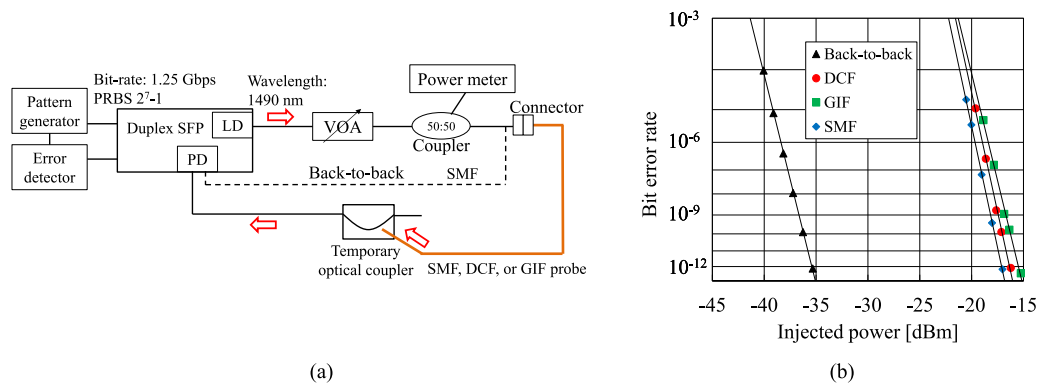 Bit-rate: 1.25 Gbps
PRBS 2⁷-1
Wavelength:
1490 nm
Power meter
Connector
Pattern
generator
Duplex SFP
LD
VOA
50:50
Coupler
Error
detector
PD
Back-to-back
SMF
Temporary
optical coupler
SMF, DCF, or GIF probe
(a)
Bit error rate
10⁻³
10⁻⁶
10⁻⁹
10⁻¹²
Back-to-back
DCF
GIF
SMF
-45 -40 -35 -30 -25 -20 -15
Injected power [dBm]
(b)